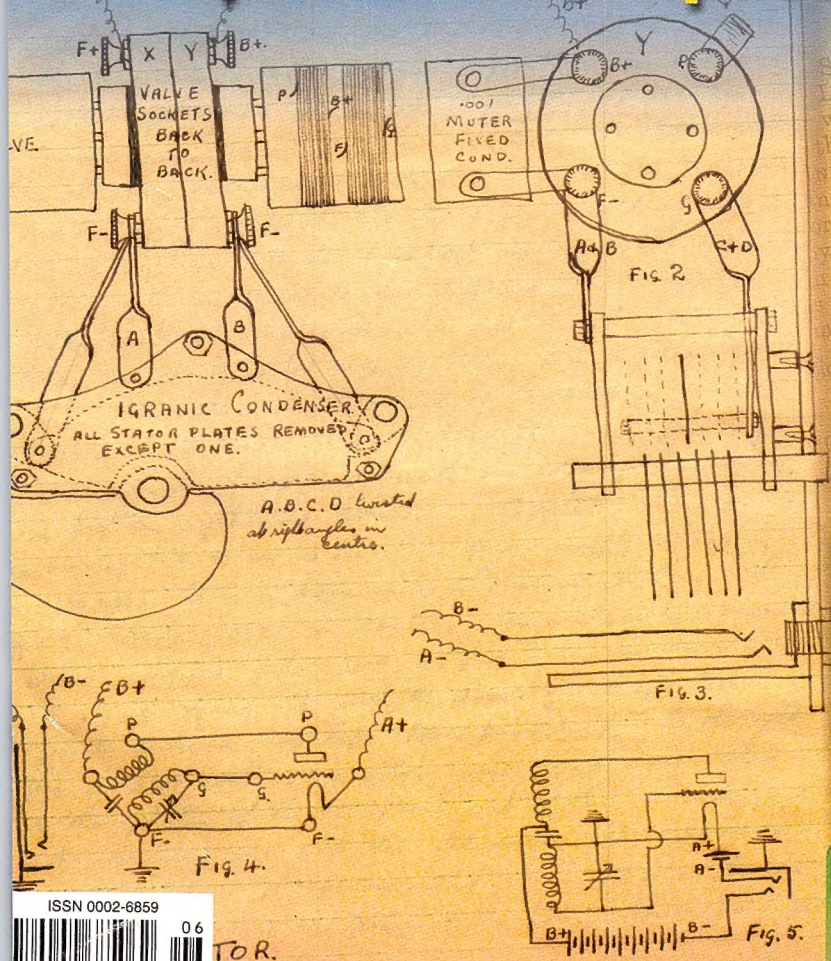 F+
X Y
B+.
VALVE
SOCKETS
BACK
TO
BACK.
VE
P
B+
F
G
F-
F-
A
B
IGRANIC CONDENSER
ALL STATOR PLATES REMOVED
EXCEPT ONE.
A.B.C.D twisted
at right angles in
centre.
B+
Y
B+
P
.001
MUTER
FIXED
COND.
F-
G
A&B
C+D
FIG 2
B-
A-
FIG.3.
B-
B+
P
P
A+
G
G
F-
F-
FIG.4.
A+
A-
B+
B-
FIG.5.
ISSN 0002-6859
06
TOR.